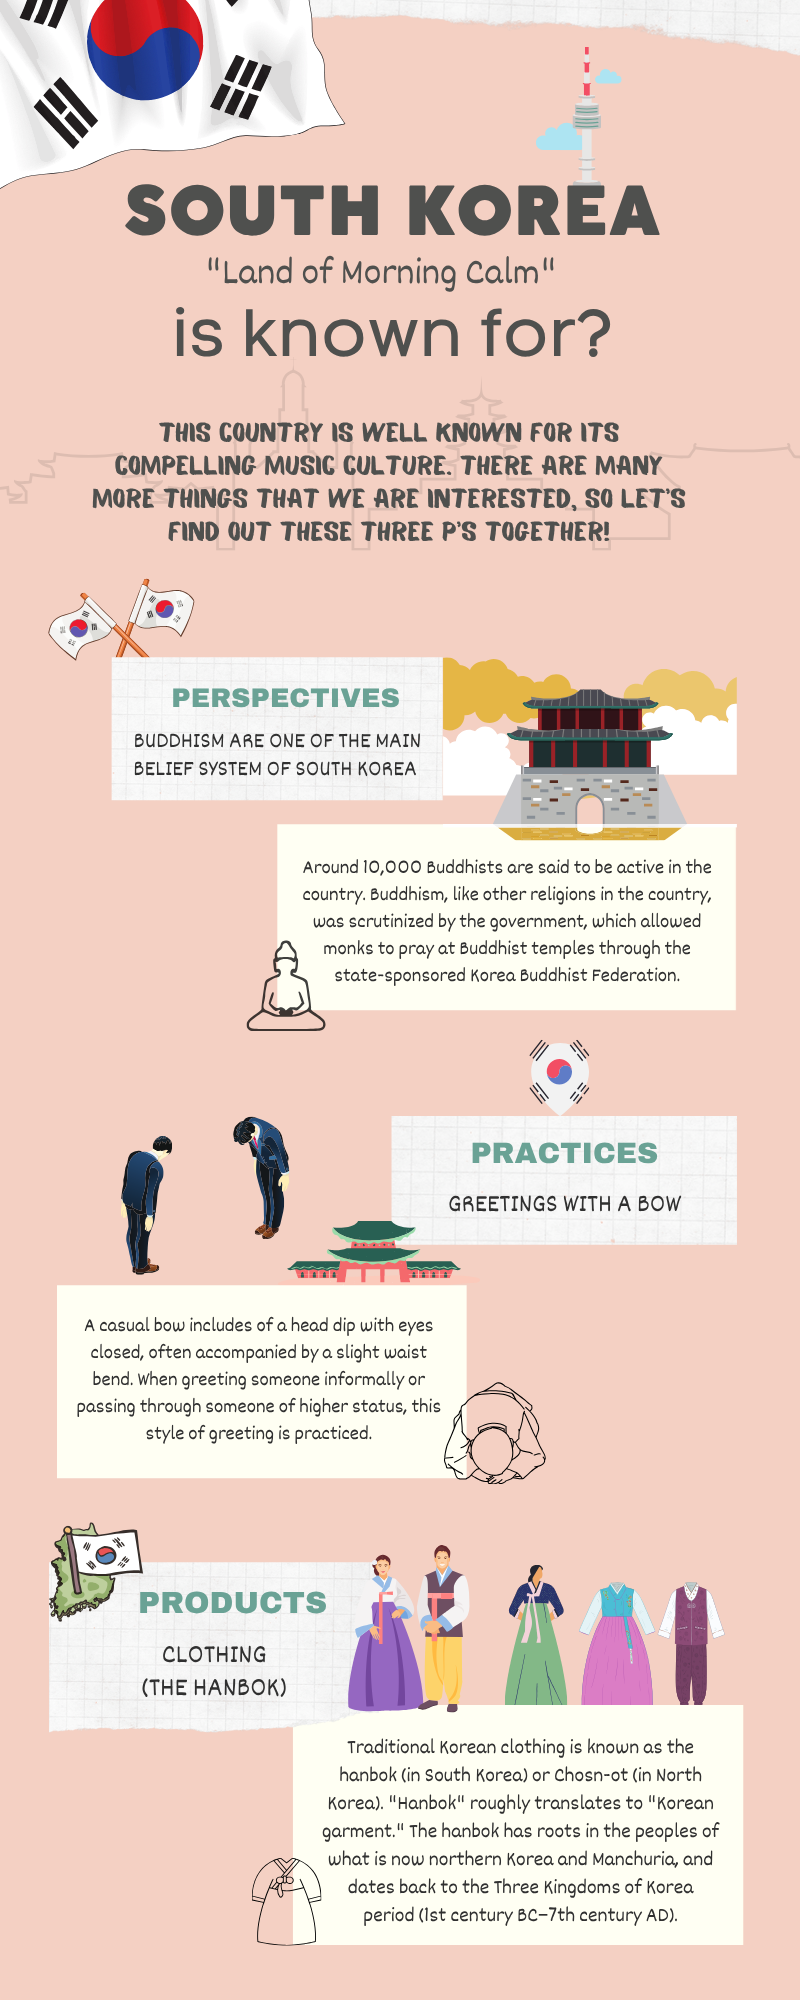 SOUTH KOREA
"Land of Morning Calm"
is known for?
THIS COUNTRY IS WELL KNOWN FOR ITS
COMPELLING MUSIC CULTURE. THERE ARE MANY
MORE THINGS THAT WE ARE INTERESTED, SO LET'S
FIND OUT THESE THREE P'S TOGETHER!
PERSPECTIVES
BUDDHISM ARE ONE OF THE MAIN
BELIEF SYSTEM OF SOUTH KOREA
Around 10,000 Buddhists are said to be active in the
country. Buddhism, like other religions in the country,
was scrutinized by the government, which allowed
monks to pray at Buddhist temples through the
state-sponsored Korea Buddhist Federation.
PRACTICES
GREETINGS WITH A BOW
A casual bow includes of a head dip with eyes
closed, often accompanied by a slight waist
bend. When greeting someone informally or
passing through someone of higher status, this
style of greeting is practiced.
PRODUCTS
CLOTHING
(THE HANBOK)
Traditional Korean clothing is known as the
hanbok (in South Korea) or Chosn-ot (in North
Korea). "Hanbok" roughly translates to "Korean
garment." The hanbok has roots in the peoples of
what is now northern Korea and Manchuria, and
dates back to the Three Kingdoms of Korea
period (1st century BC–7th century AD).